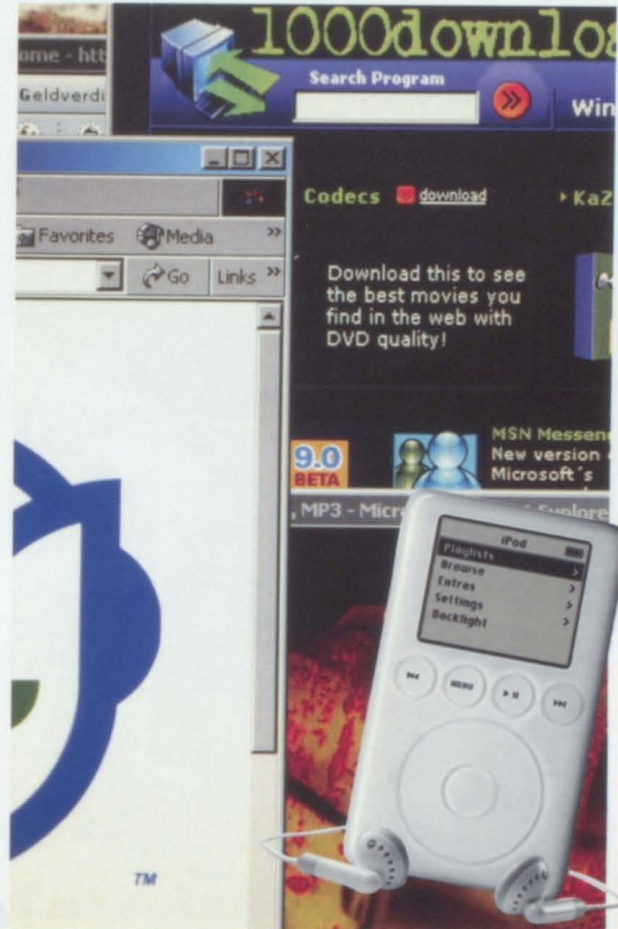 1000downlo
ome - htt
Search Program
Geldverdi
Win
Codecs download
KaZ
Favorites Media »
Go Links »
Download this to see
the best movies you
find in the web with
DVD quality!
9.0
BETA
MSN Messen
New version
Microsoft´s
, MP3 - Micr
Explore
iPod
Playlists >
Browse >
Extras >
Settings >
Backlight
MENU
TM